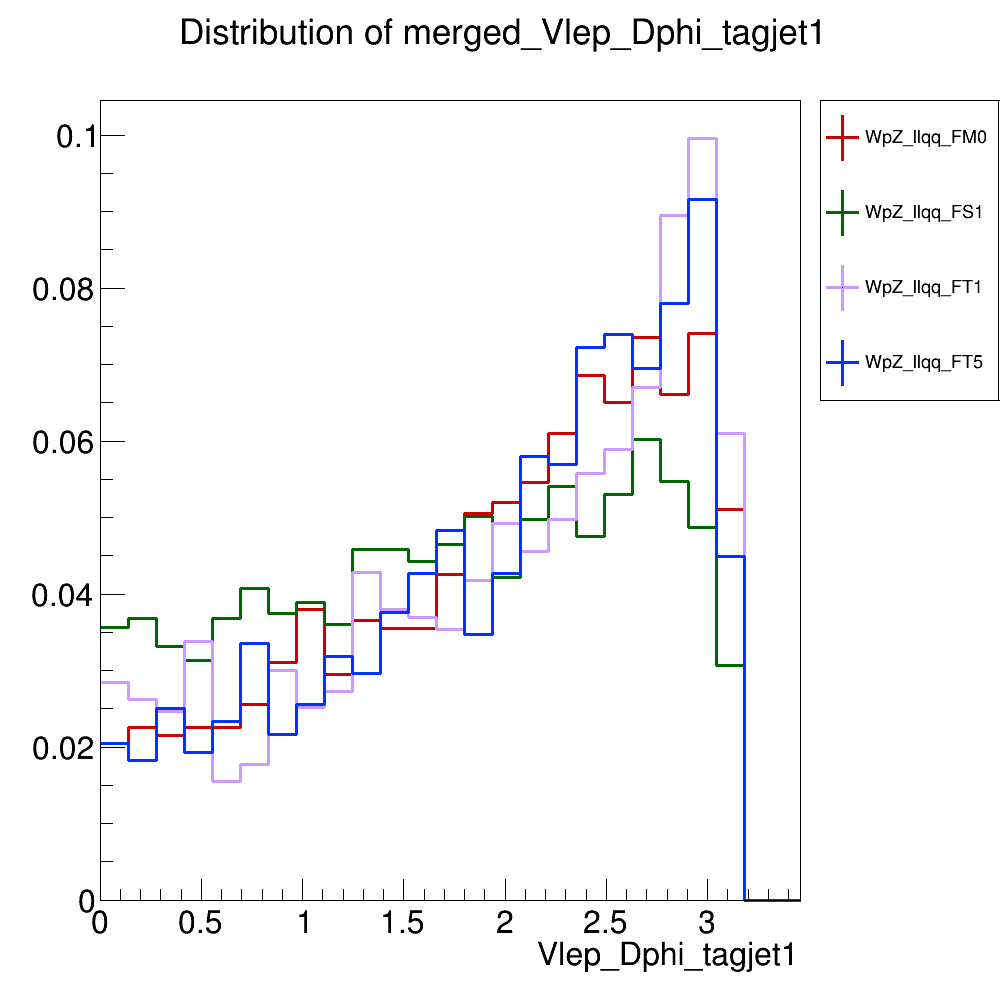 Distribution of merged_Vlep_Dphi_tagjet1
0.1
0.08
0.06
0.04
0.02
0
0 0.5 1 1.5 2 2.5 3
Vlep_Dphi_tagjet1
WpZ_llqq_FM0
WpZ_llqq_FS1
WpZ_llqq_FT1
WpZ_llqq_FT5